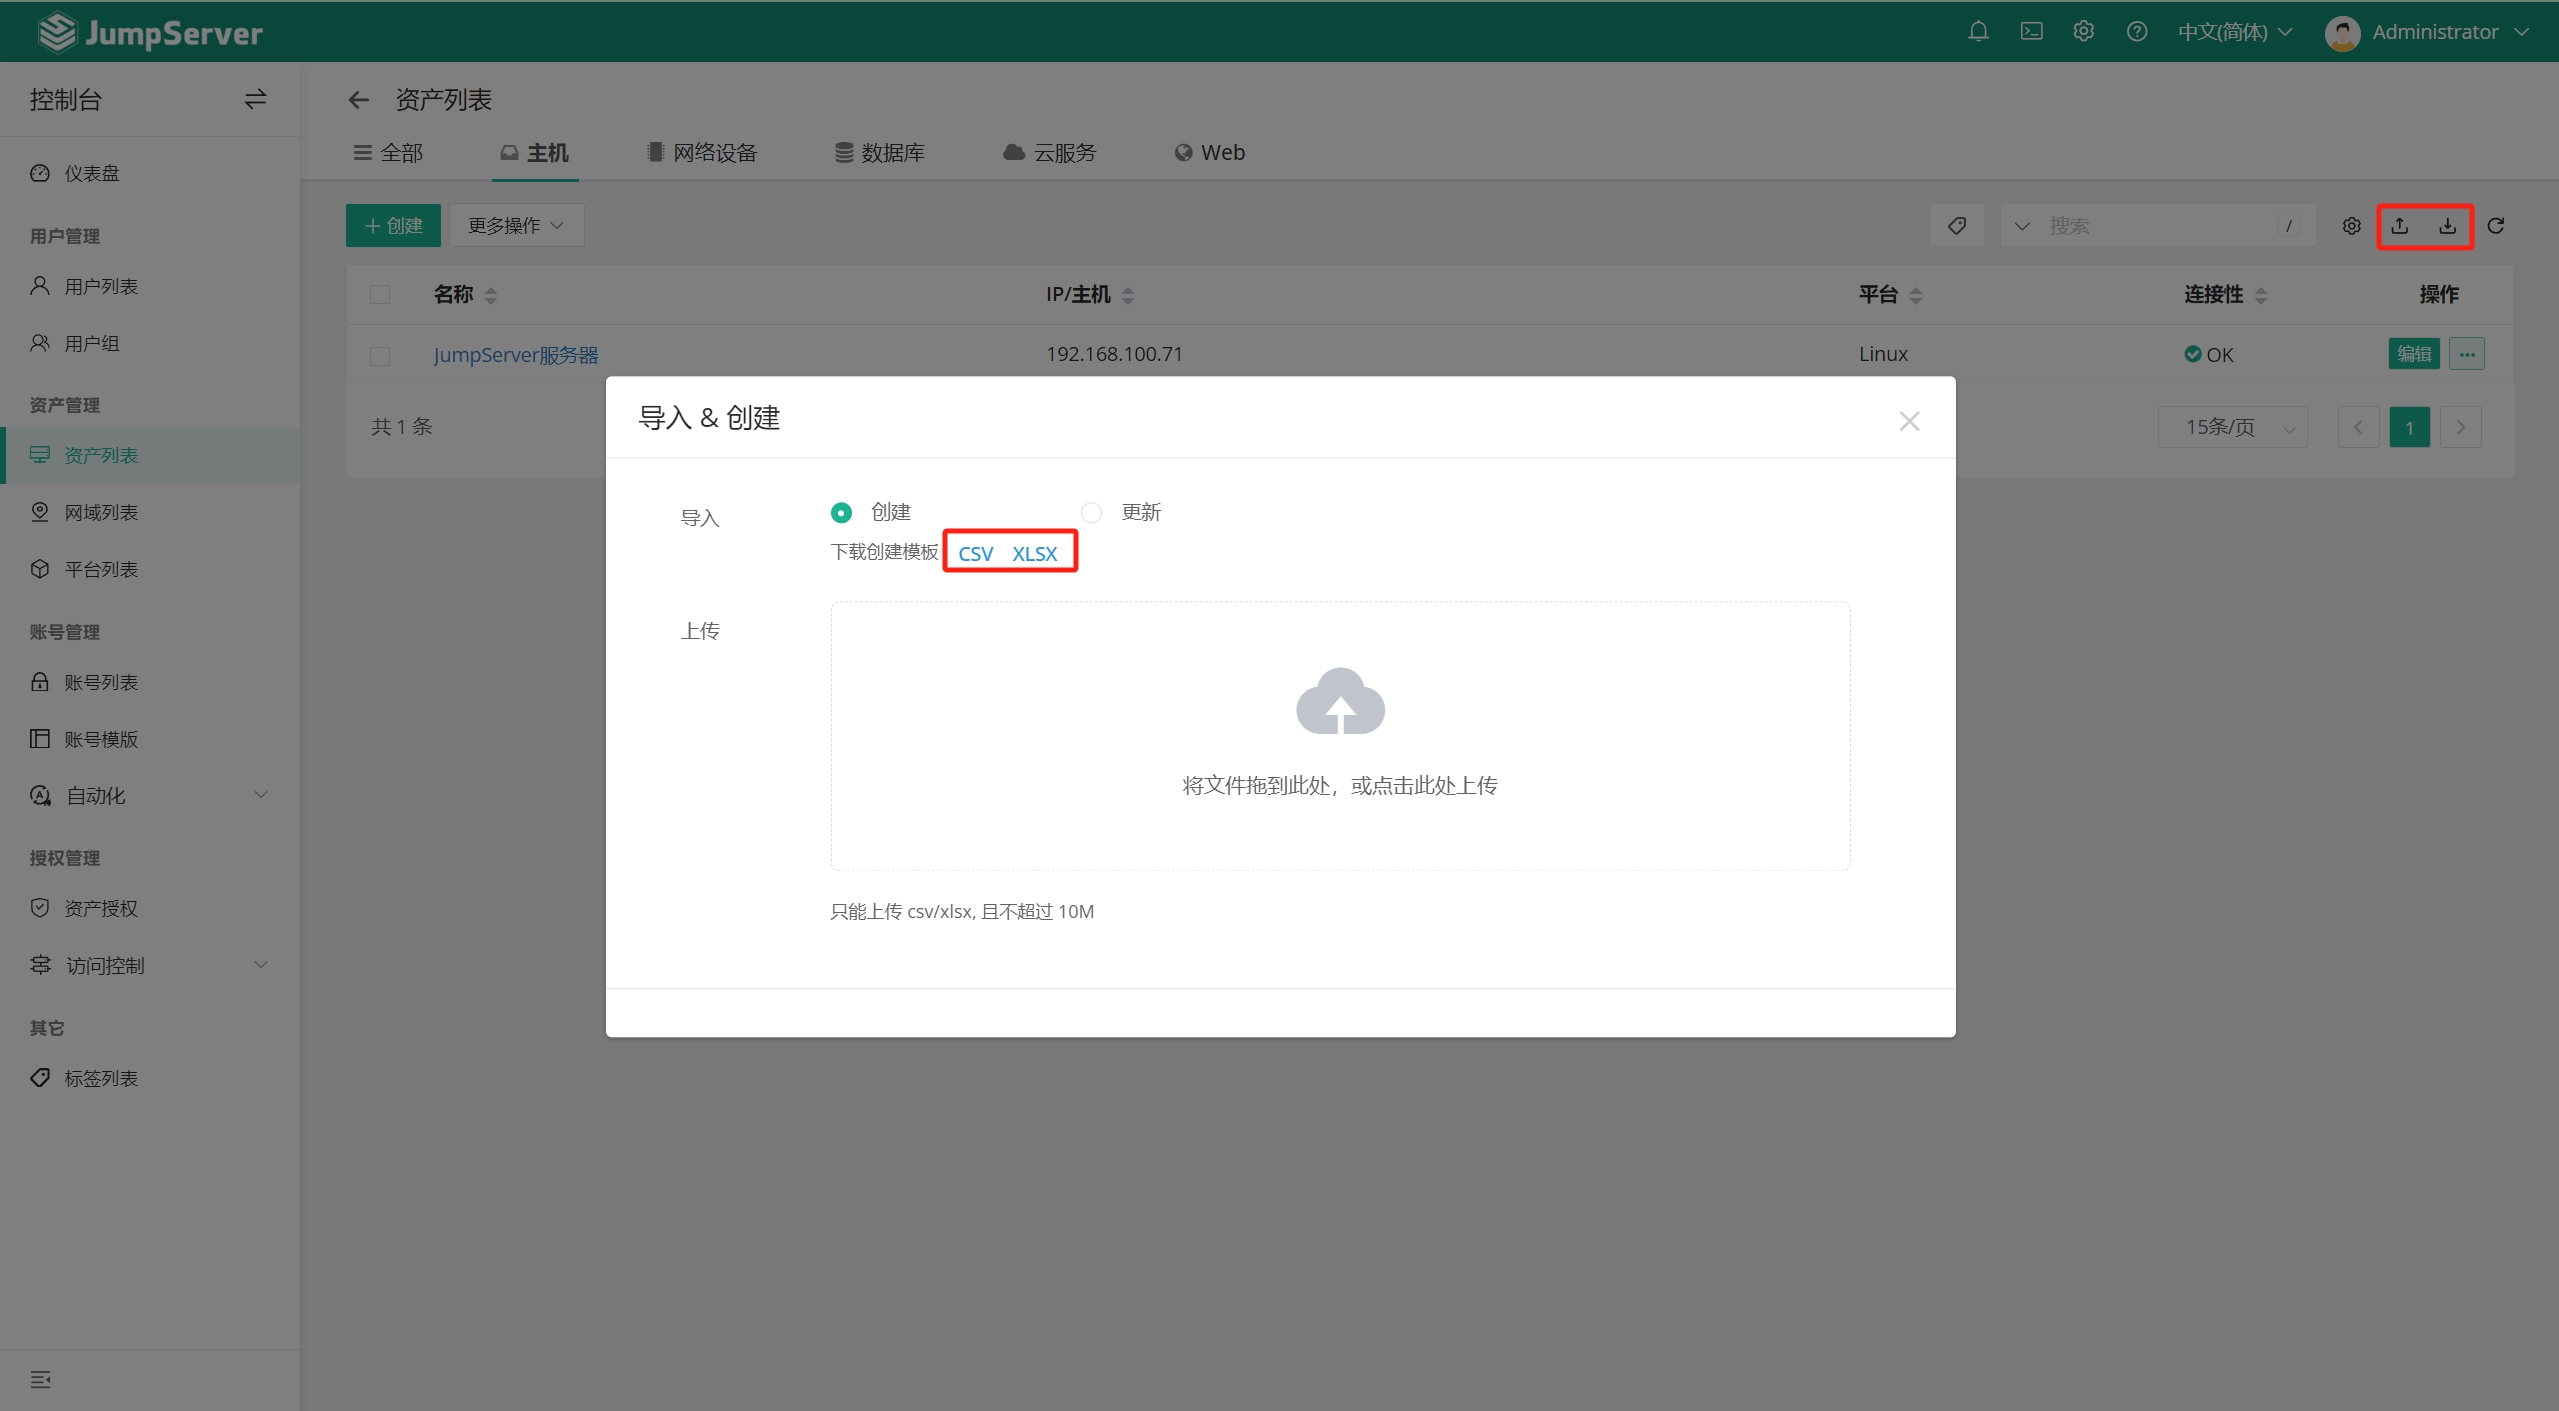 JumpServer
中文(简体)
Administrator
控制台
资产列表
全部
主机
网络设备
数据库
云服务
Web
仪表盘
用户管理
用户列表
用户组
资产管理
资产列表
网域列表
平台列表
账号管理
账号列表
账号模版
自动化
授权管理
资产授权
访问控制
其它
标签列表
创建
更多操作
搜索
/
名称
IP/主机
平台
连接性
操作
JumpServer服务器
192.168.100.71
Linux
OK
编辑
共 1 条
15条/页
1
导入 & 创建
导入
创建
更新
下载创建模板 CSV XLSX
上传
将文件拖到此处，或点击此处上传
只能上传 csv/xlsx, 且不超过 10M